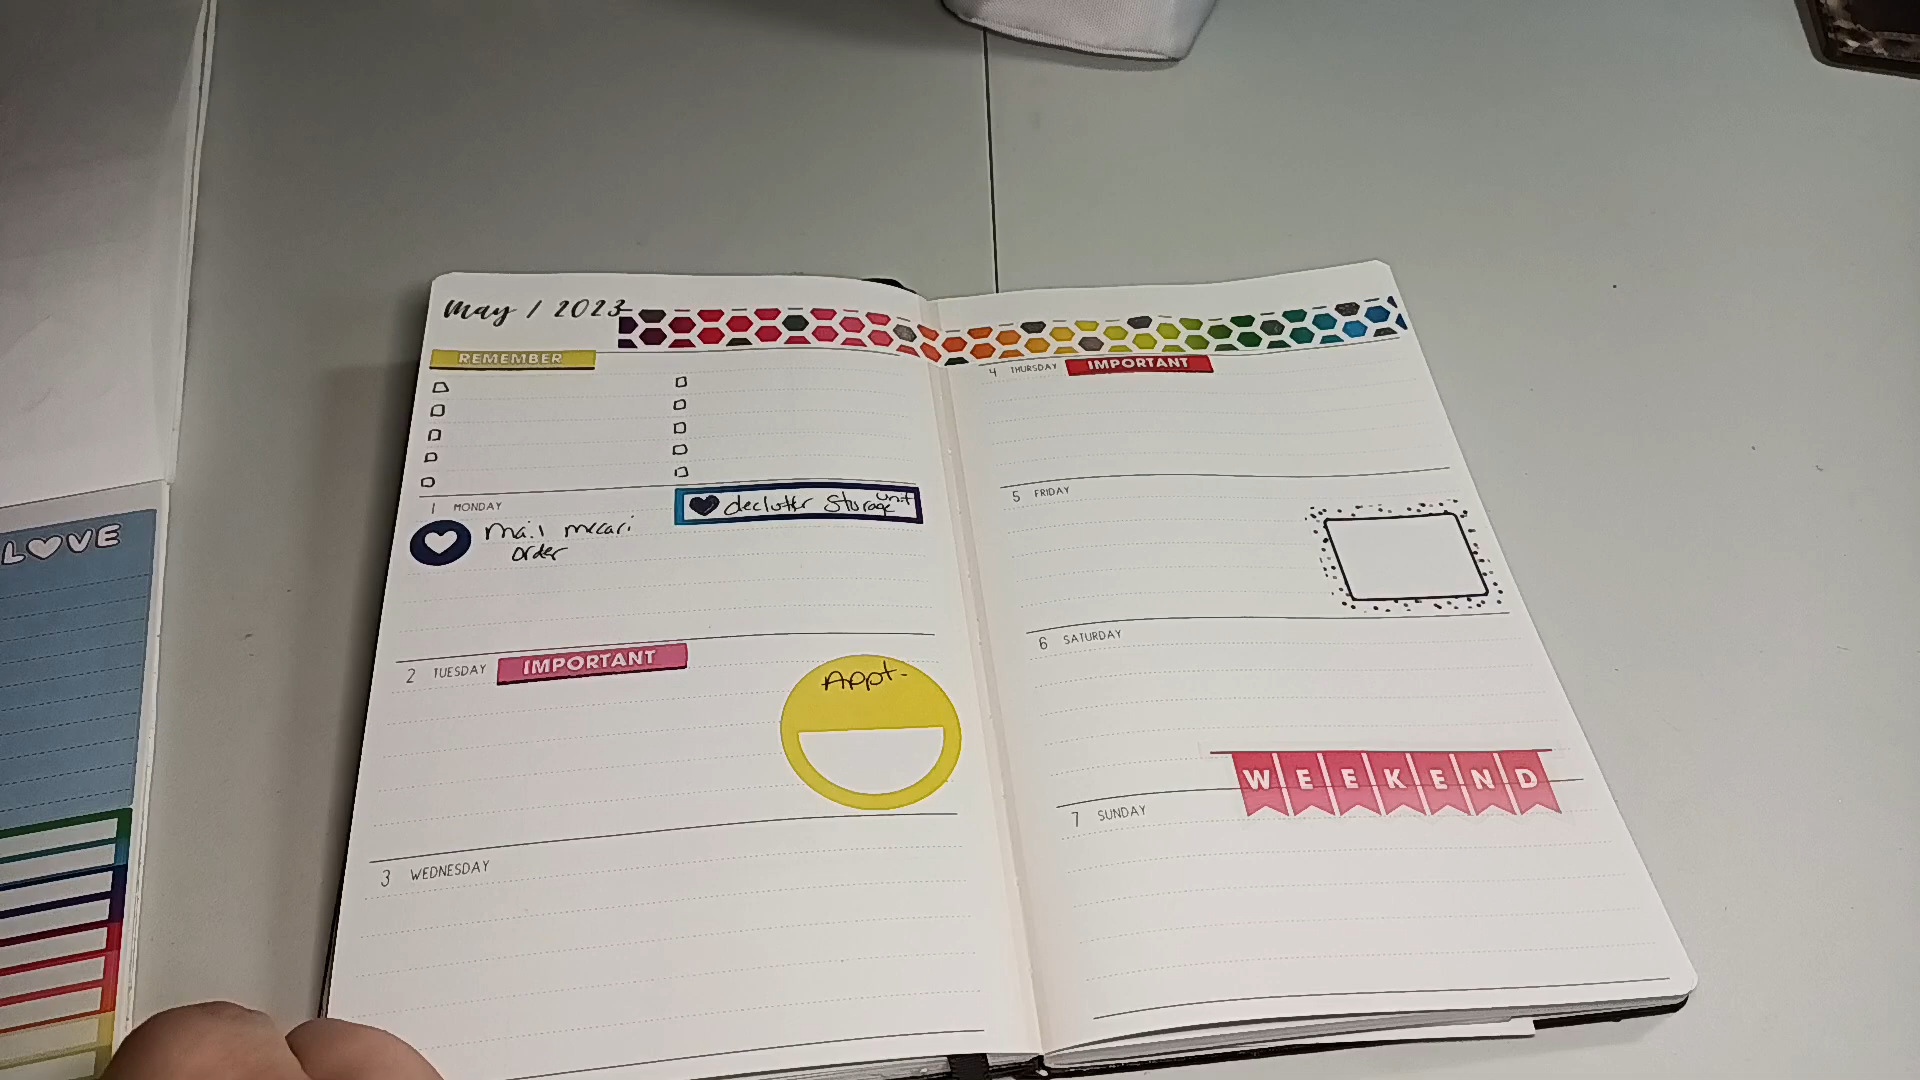 LOVE
May / 2023
REMEMBER
1 MONDAY
declutter Storage unit
mail mecari
order
2 TUESDAY IMPORTANT
Appt.
3 WEDNESDAY
4 THURSDAY IMPORTANT
5 FRIDAY
6 SATURDAY
WEEKEND
7 SUNDAY